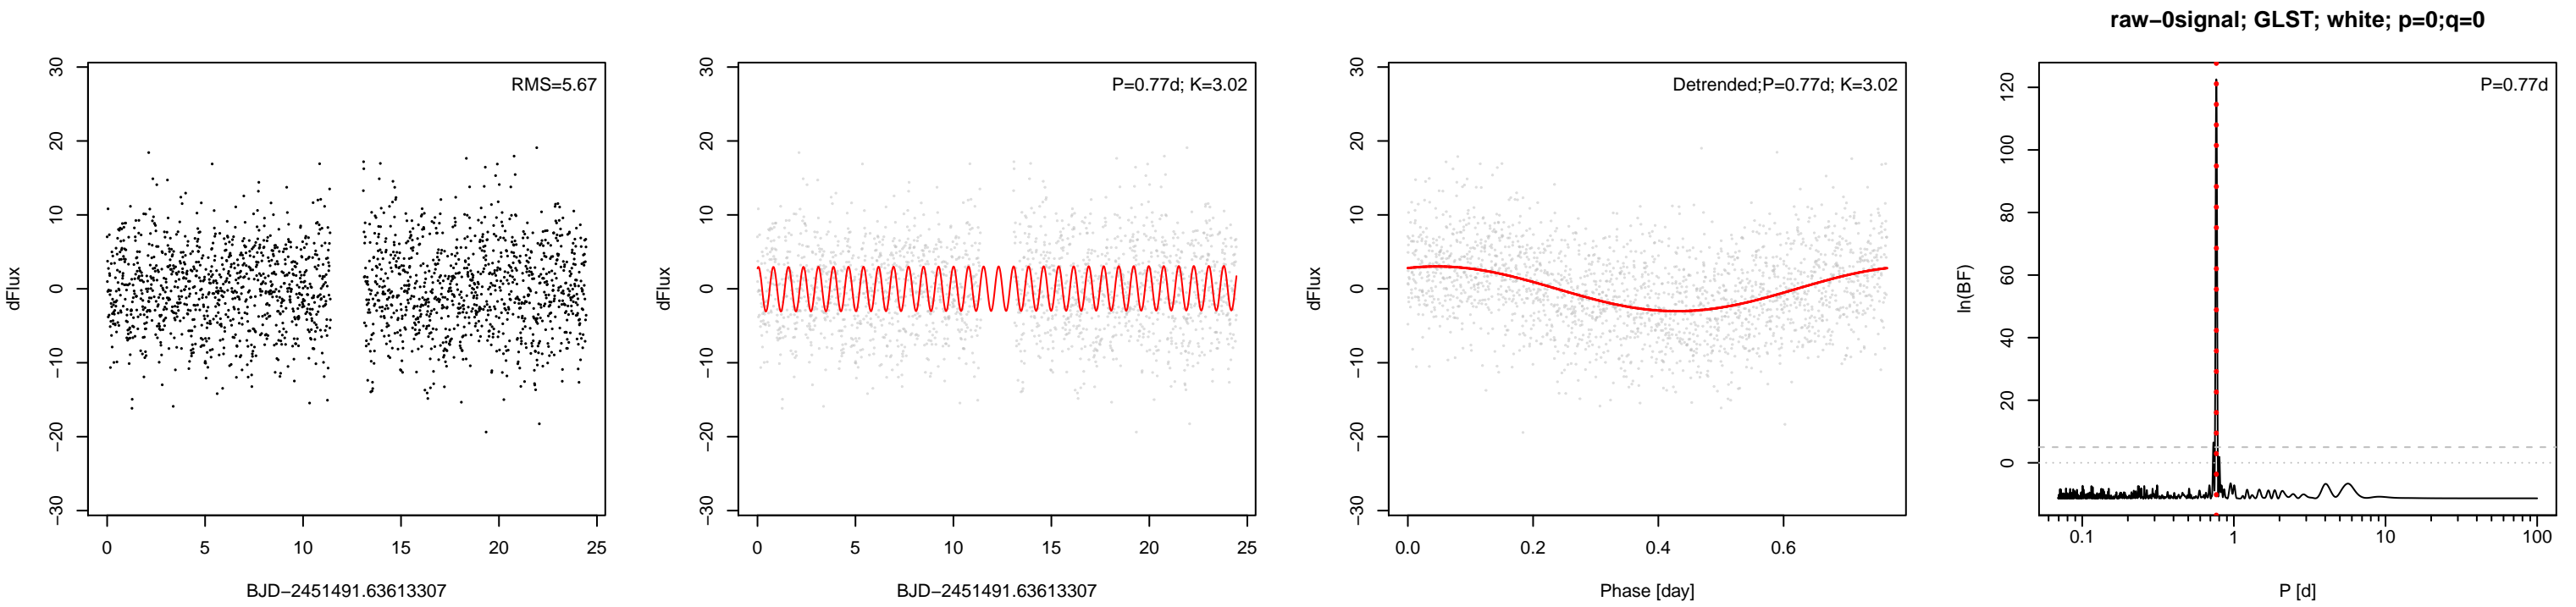 raw−0signal; GLST; white; p=0;q=0
RMS=5.67
30
20
10
0
−10
−20
−30
dFlux
0 5 10 15 20 25
BJD−2451491.63613307
P=0.77d; K=3.02
30
20
10
0
−10
−20
−30
dFlux
0 5 10 15 20 25
BJD−2451491.63613307
Detrended;P=0.77d; K=3.02
30
20
10
0
−10
−20
−30
dFlux
0.0 0.2 0.4 0.6
Phase [day]
P=0.77d
120
100
80
60
40
20
0
ln(BF)
0.1 1 10 100
P [d]